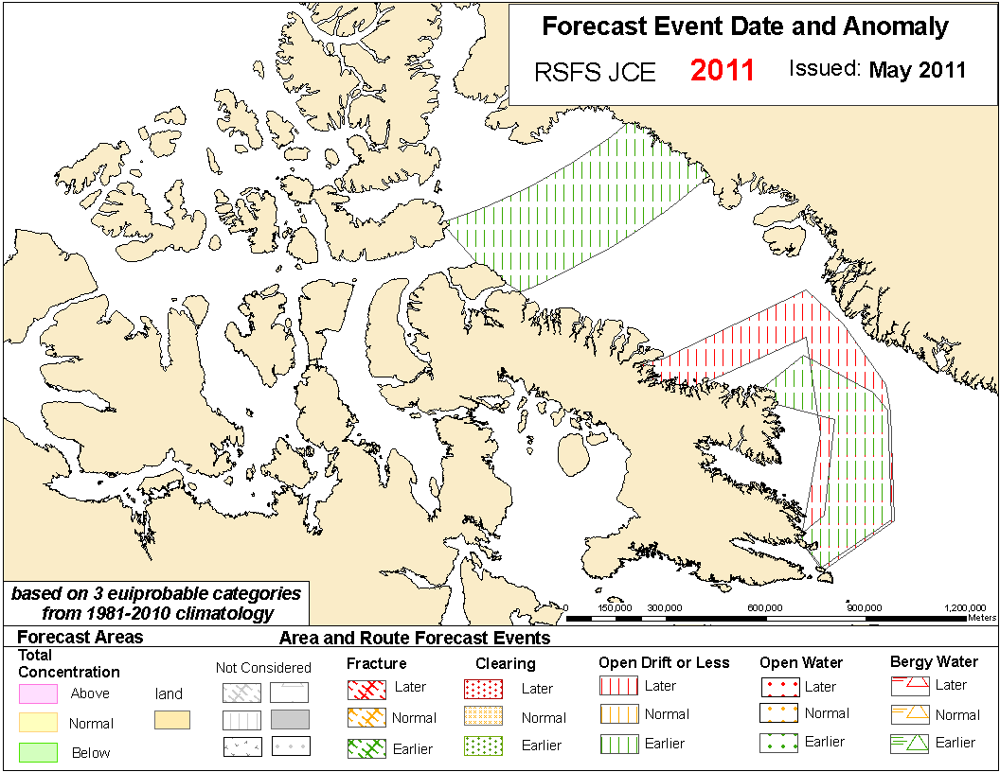 Forecast Event Date and Anomaly
RSFS JCE 2011 Issued: May 2011
based on 3 euiprobable categories
from 1981-2010 climatology
0 150,000 300,000 600,000 900,000 1,200,000
Meters
Forecast Areas
Total
Concentration
Above
Normal
Below
land
Area and Route Forecast Events
Not Considered
Fracture
Later
Normal
Earlier
Clearing
Later
Normal
Earlier
Open Drift or Less
Later
Normal
Earlier
Open Water
Later
Normal
Earlier
Bergy Water
Later
Normal
Earlier